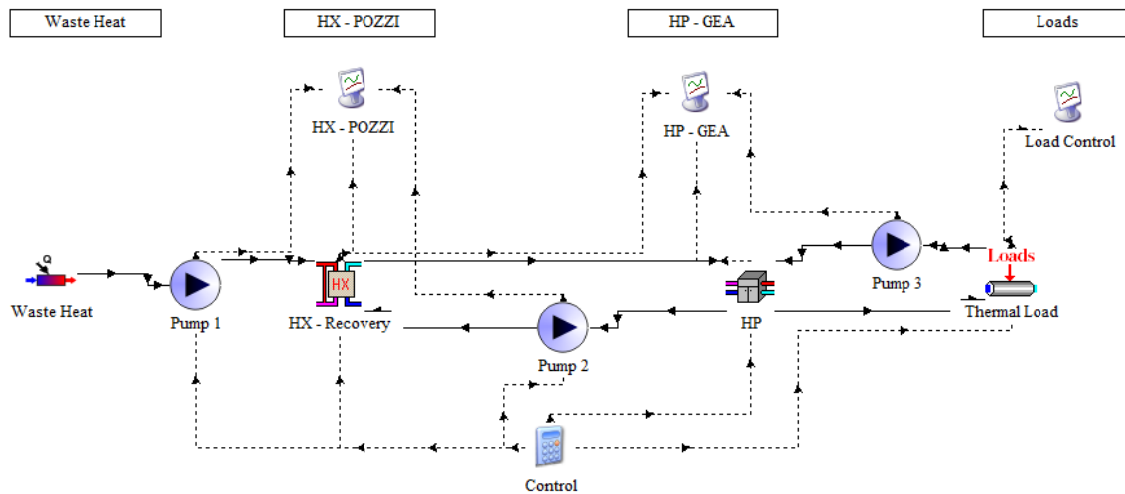 Waste Heat
HX - POZZI
HP - GEA
Loads
HX - POZZI
HP - GEA
Load Control
Q
Waste Heat
Pump 1
HX
HX - Recovery
Pump 2
HP
Pump 3
Loads
Thermal Load
Control